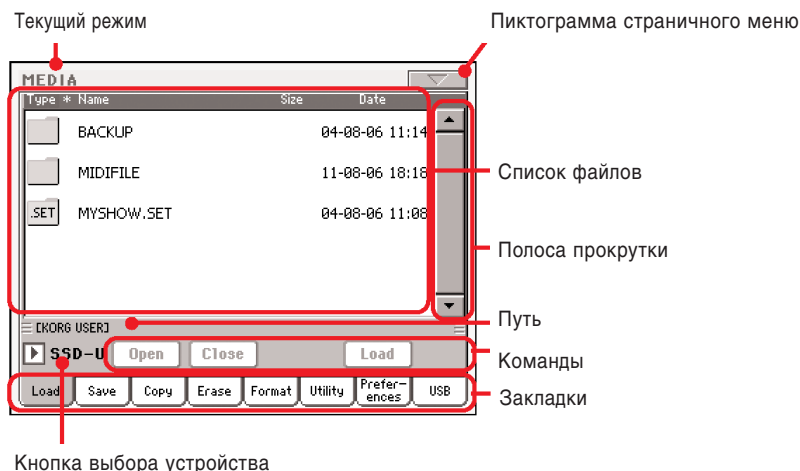 Текущий режим
Пиктограмма страничного меню
MEDIA
Type * Name Size Date
BACKUP 04-08-06 11:14
MIDIFILE 11-08-06 18:18
.SET MYSHOW.SET 04-08-06 11:08
Список файлов
Полоса прокрутки
[KORG USER]
Путь
SSD-U Open Close Load
Команды
Load Save Copy Erase Format Utility Prefer-
ences USB
Закладки
Кнопка выбора устройства